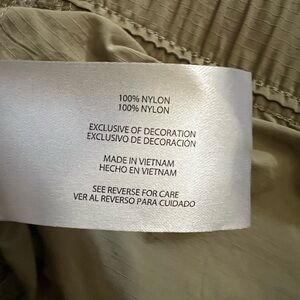 100% NYLON
100% NYLON
EXCLUSIVE OF DECORATION
EXCLUSIVO DE DECORACIÓN
MADE IN VIETNAM
HECHO EN VIETNAM
SEE REVERSE FOR CARE
VER AL REVERSO PARA CUIDADO